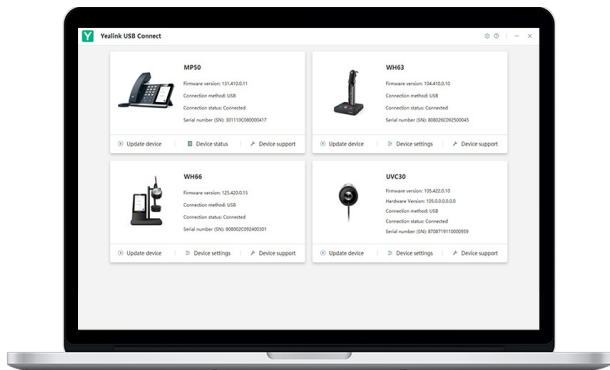 Yealink USB Connect
MP50
Firmware version: 131.410.0.11
Connection method: USB
Connection status: Connected
Serial number (SN): 301110C080000417
Update device
Device status
Device support
WH63
Firmware version: 104.410.0.10
Connection method: USB
Connection status: Connected
Serial number (SN): 808020C092500045
Update device
Device settings
Device support
WH66
Firmware version: 125.420.0.15
Connection method: USB
Connection status: Connected
Serial number (SN): 808002C092400301
Update device
Device settings
Device support
UVC30
Firmware version: 105.422.0.10
Hardware Version: 105.0.0.0.0.0.0
Connection method: USB
Connection status: Connected
Serial number (SN): 8708719110000959
Update device
Device settings
Device support